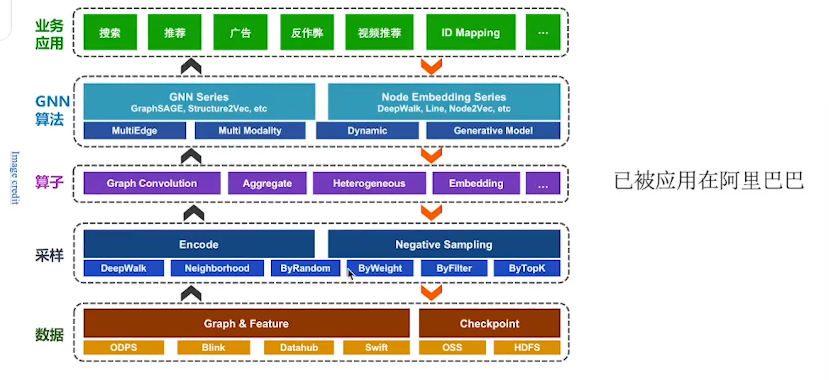 业务应用
搜索 推荐 广告 反作弊 视频推荐 ID Mapping ...
GNN算法
GNN Series Node Embedding Series
GraphSAGE, Structure2Vec, etc DeepWalk, Line, Node2Vec, etc
MultiEdge Multi Modality Dynamic Generative Model
Image credit
算子
Graph Convolution Aggregate Heterogeneous Embedding ...
已被应用在阿里巴巴
采样
Encode Negative Sampling
DeepWalk Neighborhood ByRandom ByWeight ByFilter ByTopK
数据
Graph & Feature Checkpoint
ODPS Blink Datahub Swift OSS HDFS